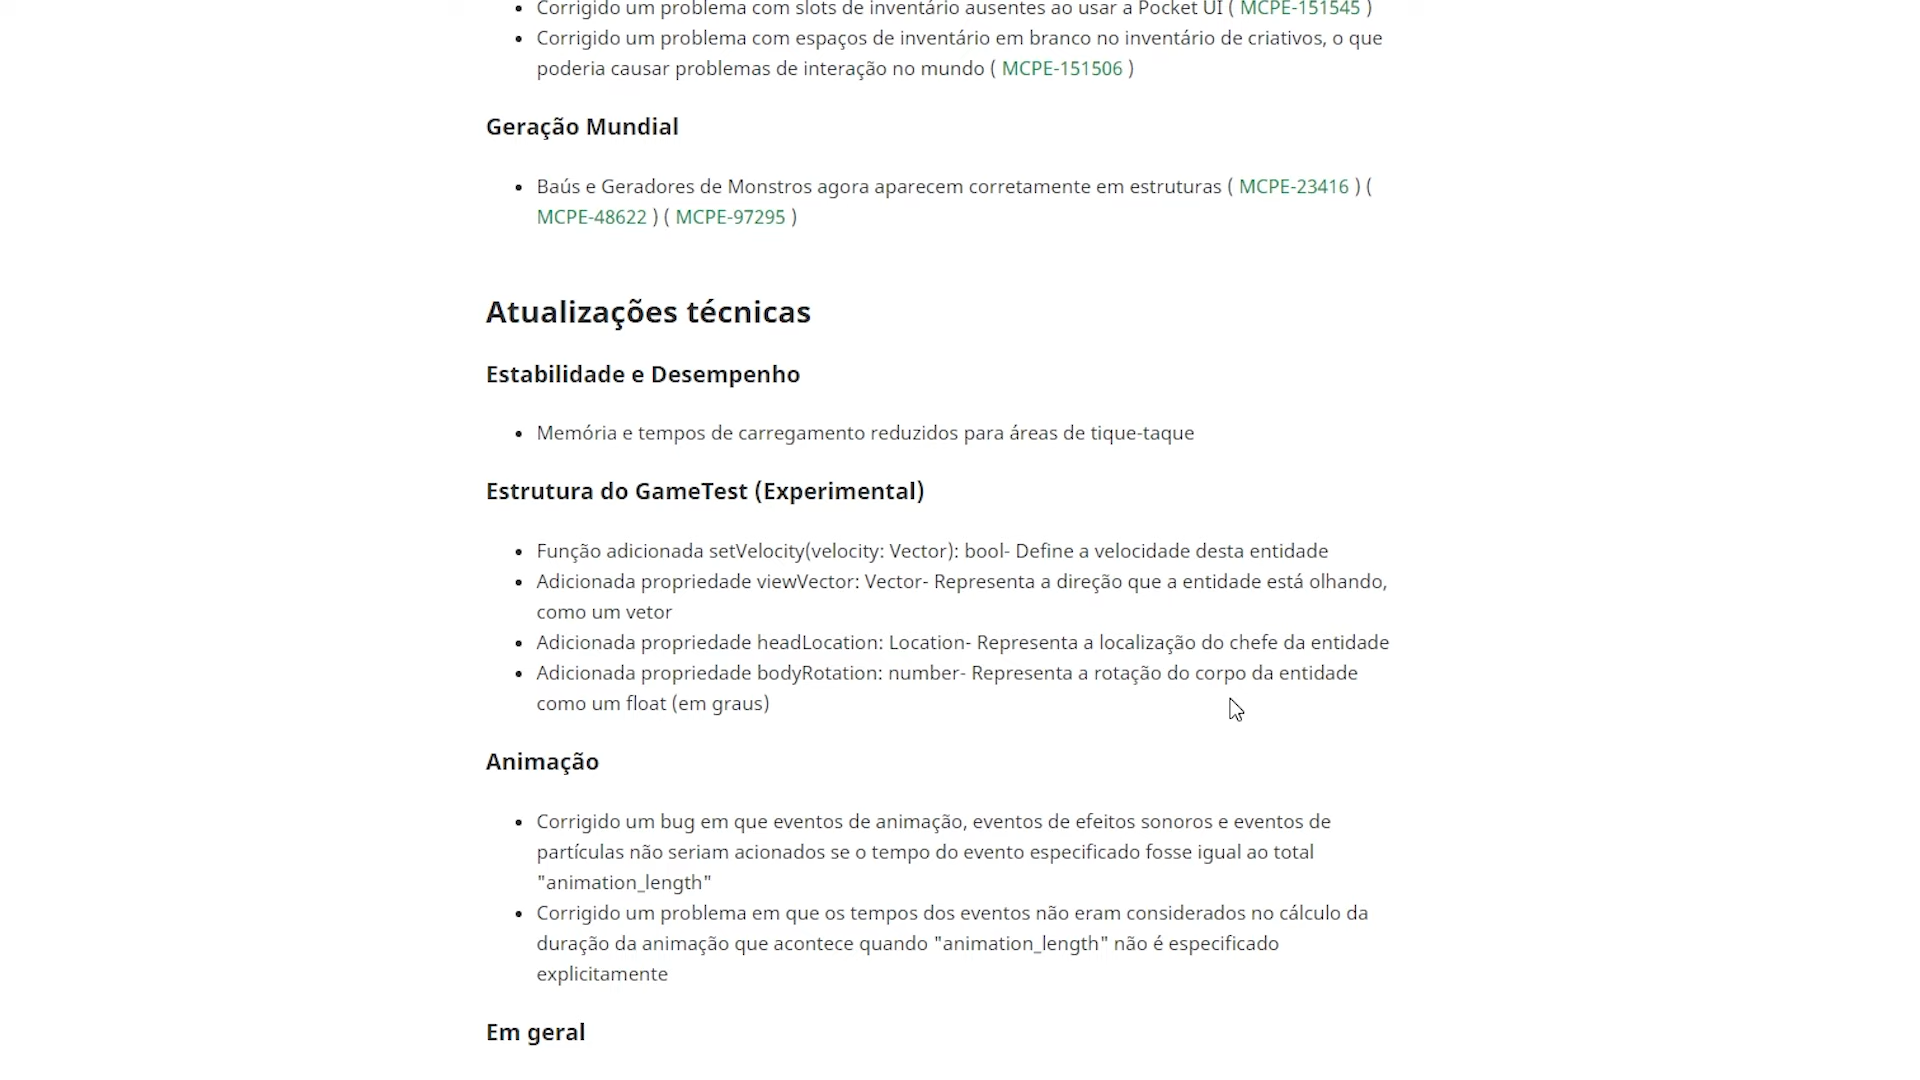 Corrigido um problema com slots de inventário ausentes ao usar a Pocket UI ( MCPE-151545 )
Corrigido um problema com espaços de inventário em branco no inventário de criativos, o que
poderia causar problemas de interação no mundo ( MCPE-151506 )
Geração Mundial
Baús e Geradores de Monstros agora aparecem corretamente em estruturas ( MCPE-23416 ) (
MCPE-48622 ) ( MCPE-97295 )
Atualizações técnicas
Estabilidade e Desempenho
Memória e tempos de carregamento reduzidos para áreas de tique-taque
Estrutura do GameTest (Experimental)
Função adicionada setVelocity(velocity: Vector): bool- Define a velocidade desta entidade
Adicionada propriedade viewVector: Vector- Representa a direção que a entidade está olhando,
como um vetor
Adicionada propriedade headLocation: Location- Representa a localização do chefe da entidade
Adicionada propriedade bodyRotation: number- Representa a rotação do corpo da entidade
como um float (em graus)
Animação
Corrigido um bug em que eventos de animação, eventos de efeitos sonoros e eventos de
partículas não seriam acionados se o tempo do evento especificado fosse igual ao total
"animation_length"
Corrigido um problema em que os tempos dos eventos não eram considerados no cálculo da
duração da animação que acontece quando "animation_length" não é especificado
explicitamente
Em geral